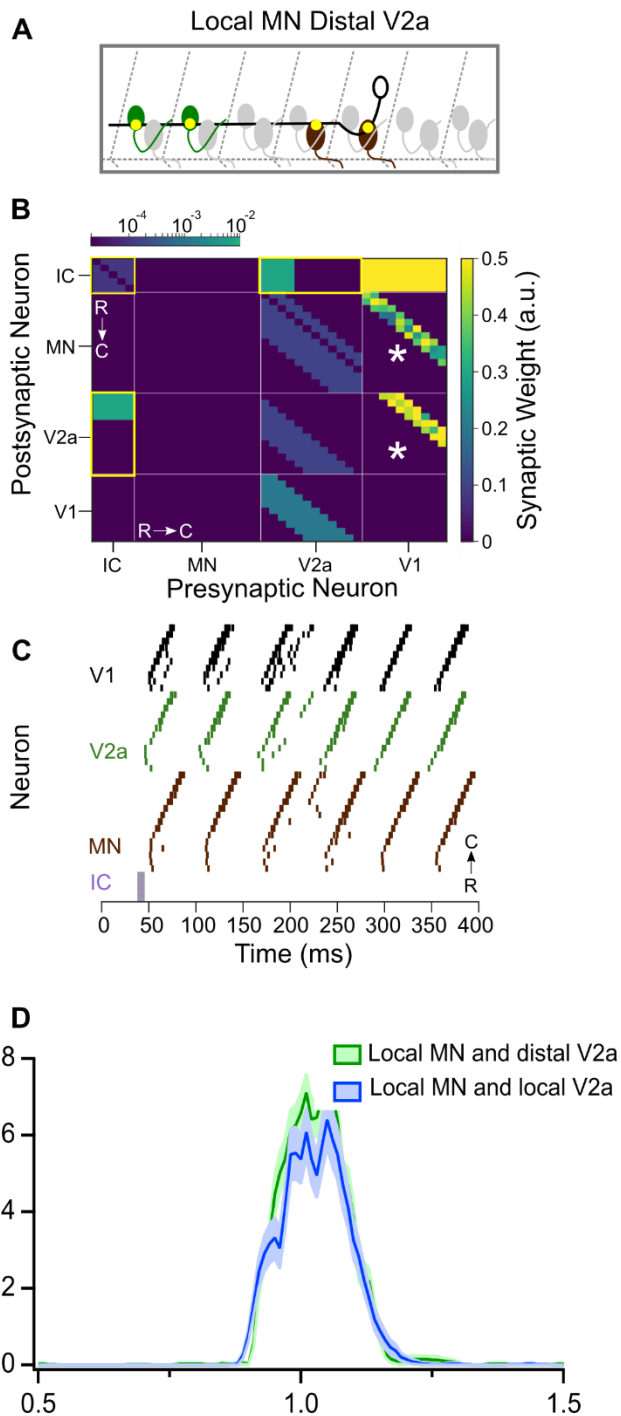 A
Local MN Distal V2a
B
10-4 10-3 10-2
Postsynaptic Neuron
IC
MN
V2a
V1
R
C
*
*
R C
IC MN V2a V1
Presynaptic Neuron
0.5
0.4
0.3
0.2
0.1
0
Synaptic Weight (a.u.)
C
Neuron
V1
V2a
MN
IC
C
R
0 50 100 150 200 250 300 350 400
Time (ms)
D
Local MN and distal V2a
Local MN and local V2a
8
6
4
2
0
0.5 1.0 1.5